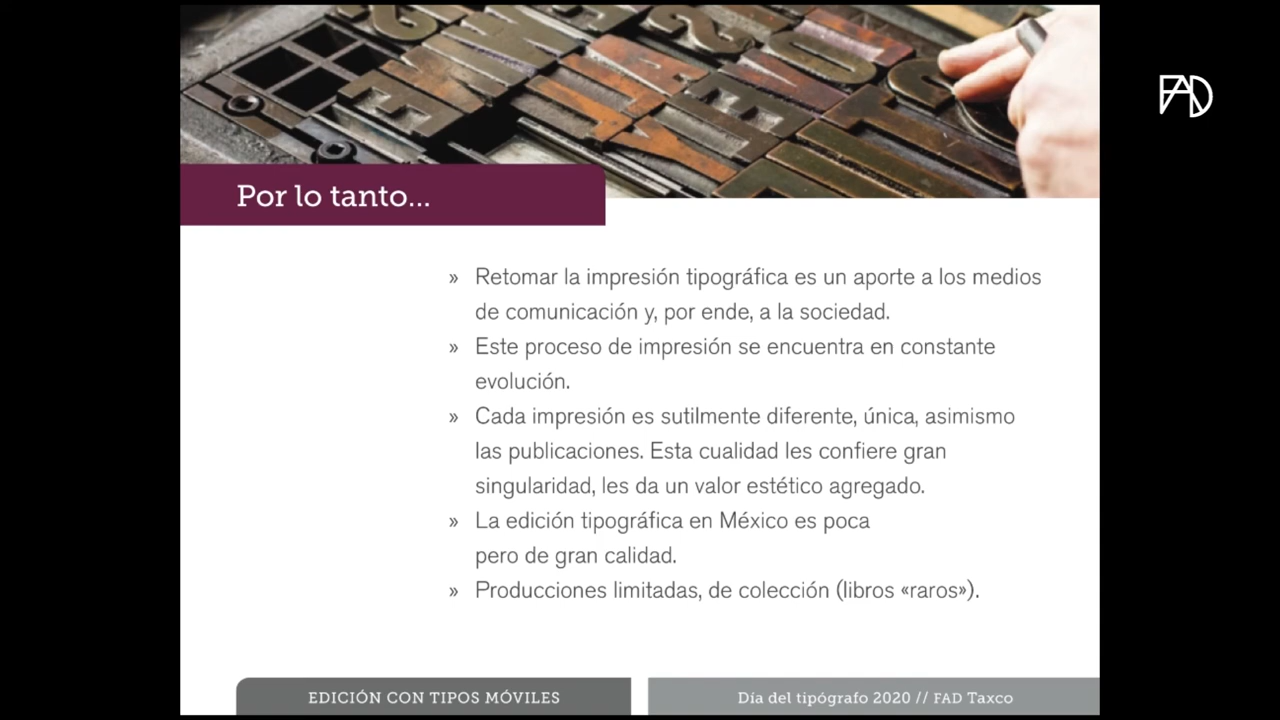 FAD
Por lo tanto...
» Retomar la impresión tipográfica es un aporte a los medios
de comunicación y, por ende, a la sociedad.
» Este proceso de impresión se encuentra en constante
evolución.
» Cada impresión es sutilmente diferente, única, asimismo
las publicaciones. Esta cualidad les confiere gran
singularidad, les da un valor estético agregado.
» La edición tipográfica en México es poca
pero de gran calidad.
» Producciones limitadas, de colección (libros «raros»).
EDICIÓN CON TIPOS MÓVILES
Día del tipógrafo 2020 // FAD Taxco